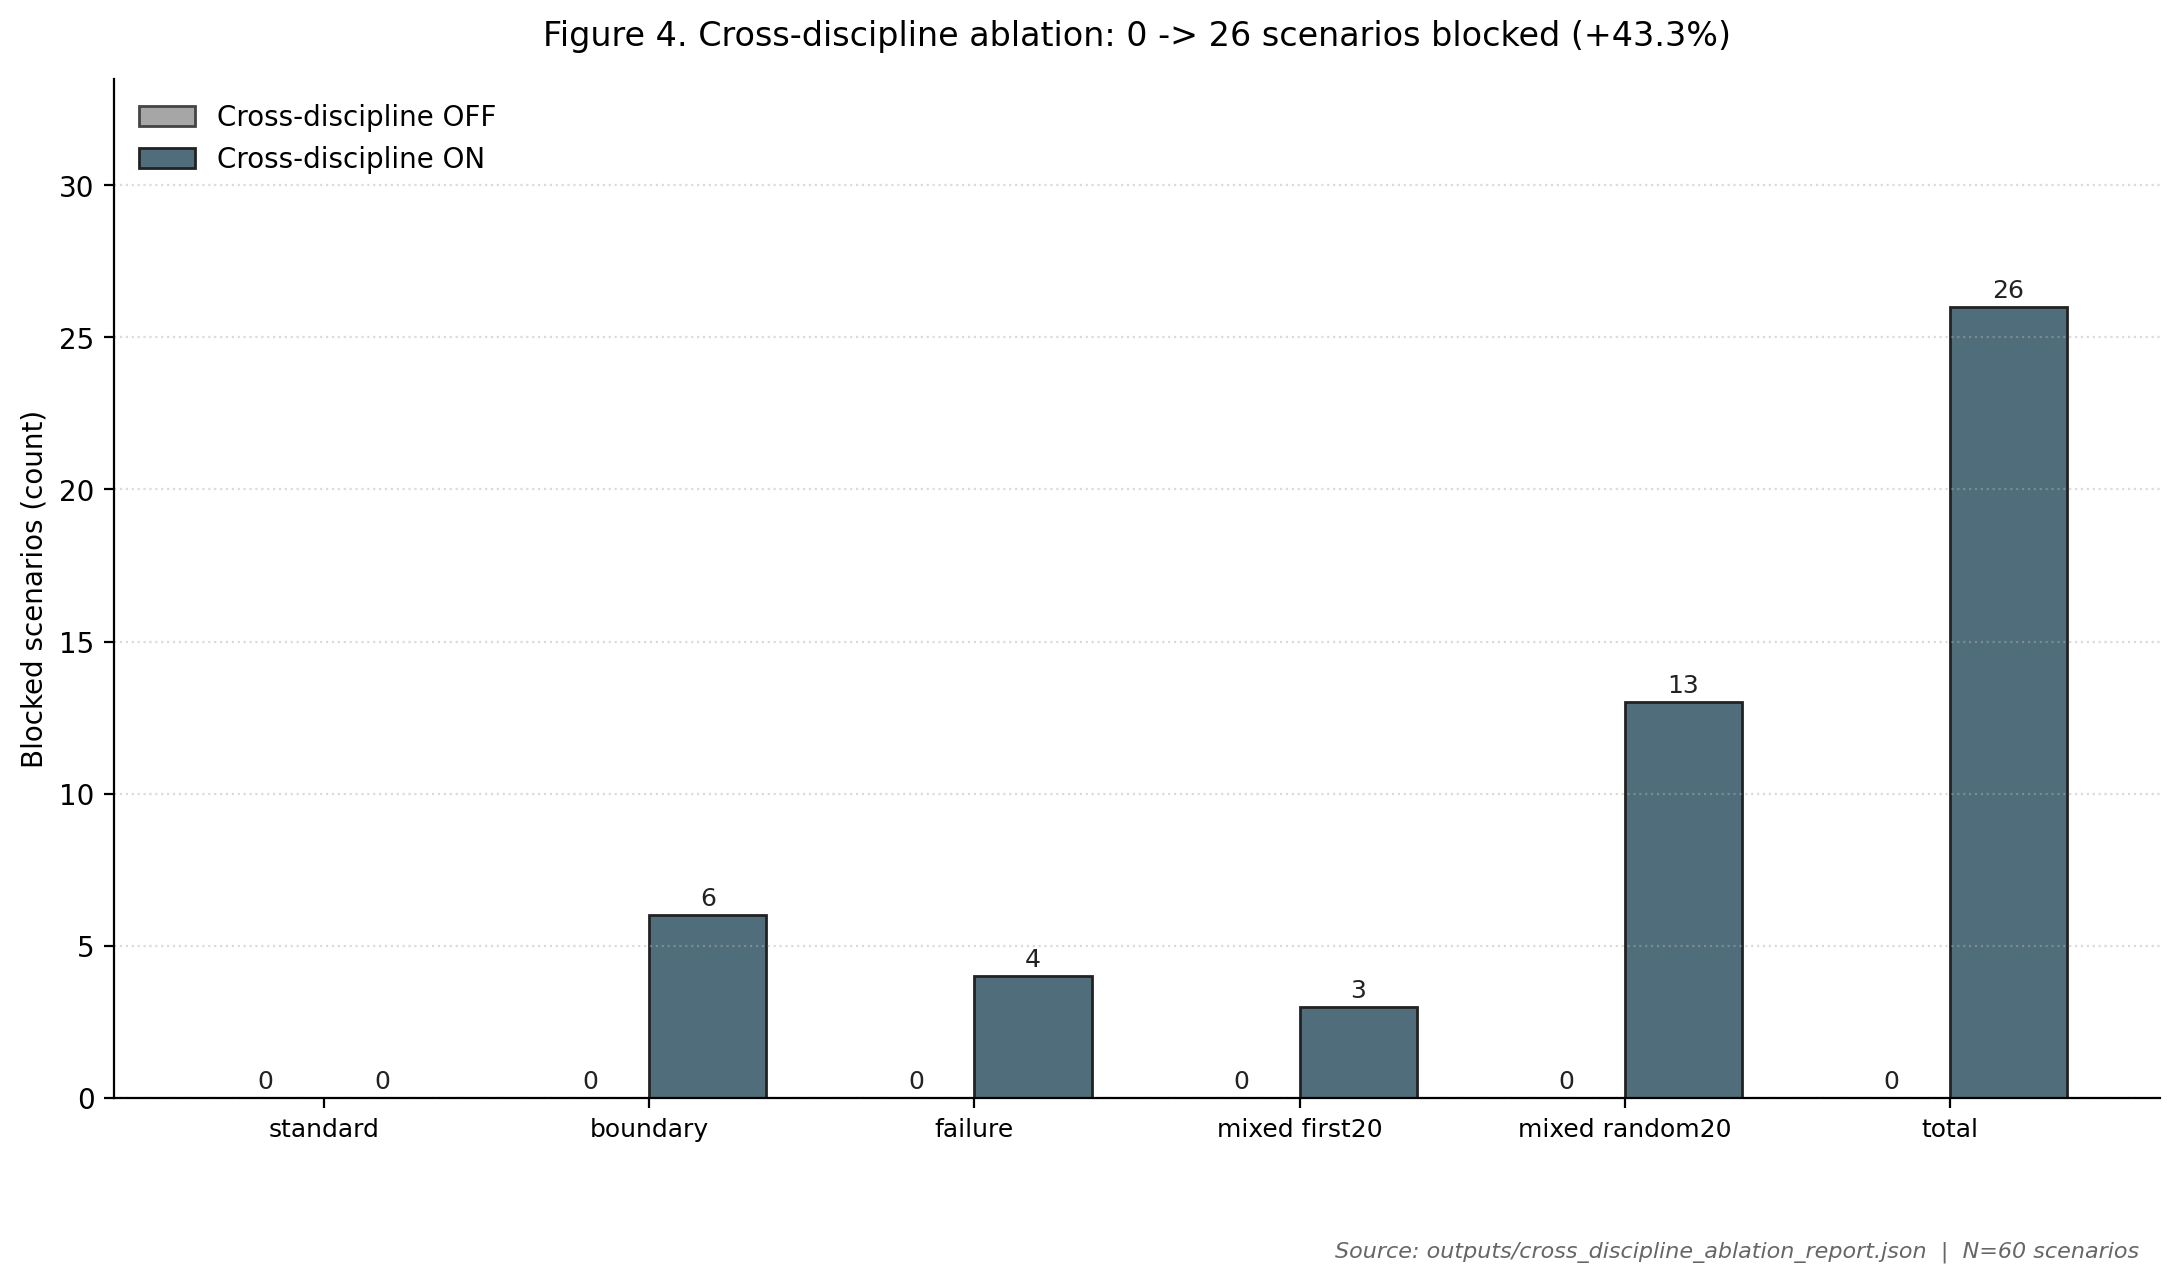 Figure 4. Cross-discipline ablation: 0 -> 26 scenarios blocked (+43.3%)
Cross-discipline OFF
Cross-discipline ON
Blocked scenarios (count)
30
25
20
15
10
5
0
0 0
0 6
0 4
0 3
0 13
0 26
standard boundary failure mixed first20 mixed random20 total
Source: outputs/cross_discipline_ablation_report.json | N=60 scenarios